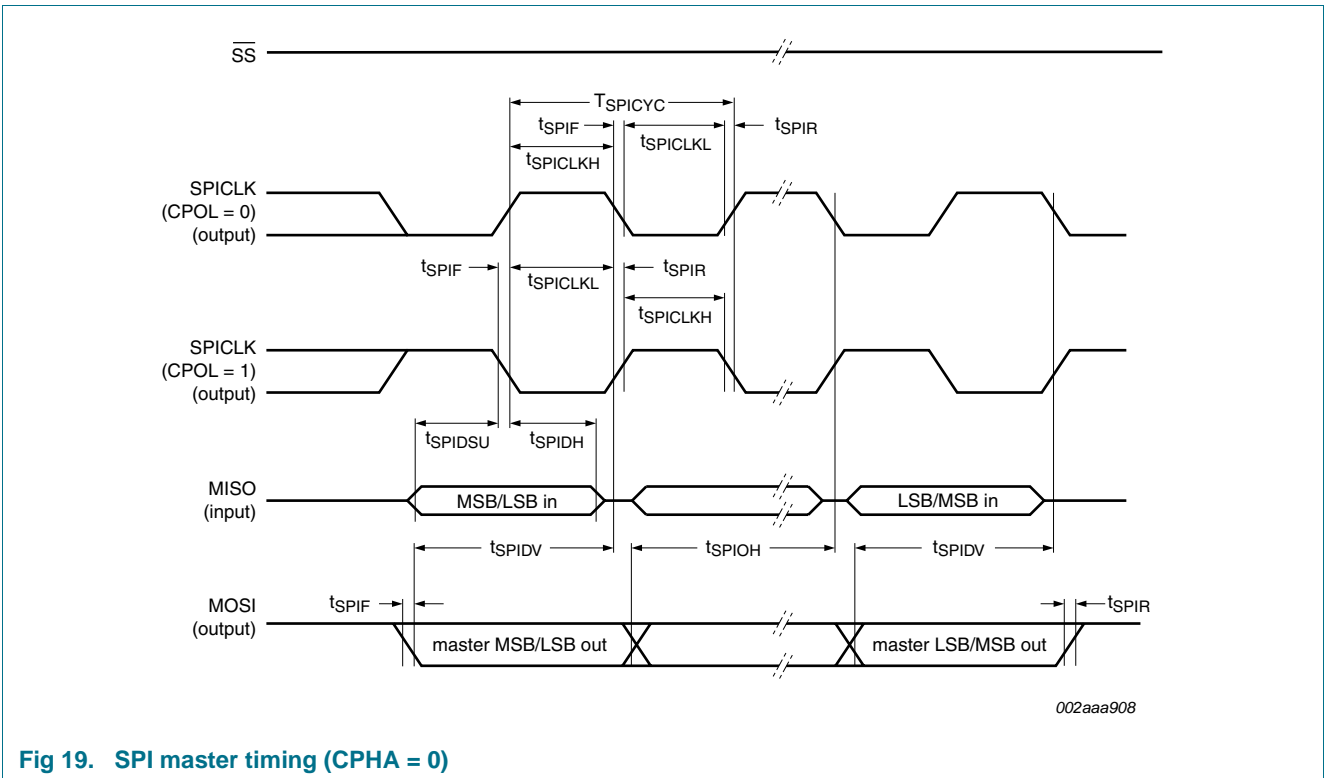 SS
TSPICYC
tSPIF
tSPICLKL
tSPIR
tSPICLKH
SPICLK
(CPOL = 0)
(output)
tSPIF
tSPICLKL
tSPIR
tSPICLKH
SPICLK
(CPOL = 1)
(output)
tSPIDSU
tSPIDH
MISO
(input)
MSB/LSB in
LSB/MSB in
tSPIDV
tSPIOH
tSPIDV
MOSI
(output)
tSPIF
tSPIR
master MSB/LSB out
master LSB/MSB out
002aaa908
Fig 19. SPI master timing (CPHA = 0)